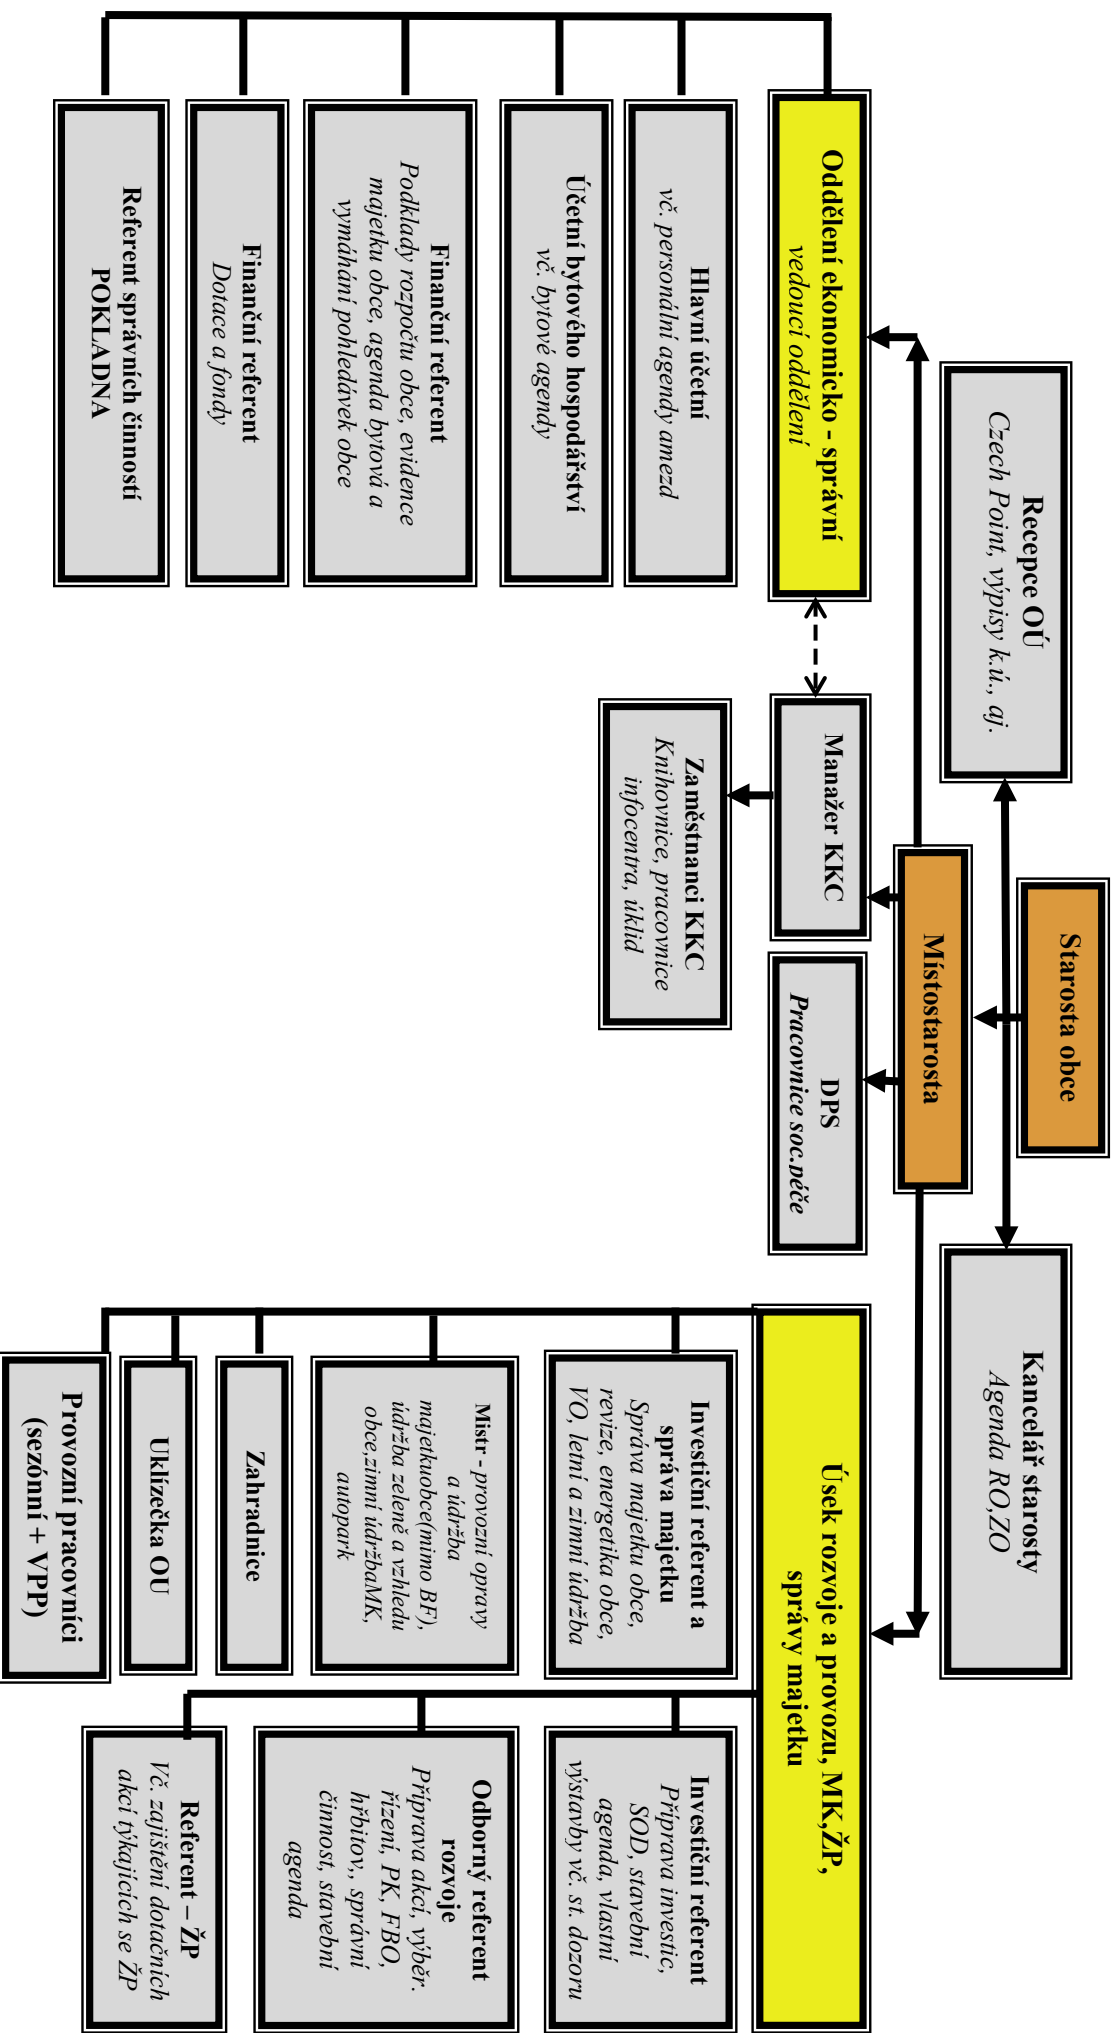 Starosta obce
Recepce OÚ
Czech Point, výpisy k.ú., aj.
Kancelář starosty
Agenda RO,ZO
Místostarosta
Oddělení ekonomicko - správní
vedoucí oddělení
Manažer KKC
DPS
Pracovnice soc.péče
Úsek rozvoje a provozu, MK,ŽP,
správy majetku
Hlavní účetní
vč. personální agendy amezd
Účetní bytového hospodářství
vč. bytové agendy
Finanční referent
Podklady rozpočtu obce, evidence
majetku obce, agenda bytová a
vymáhání pohledávek obce
Finanční referent
Dotace a fondy
Referent správních činností
POKLADNA
Zaměstnanci KKC
Knihovnice, pracovnice
infocentra, úklid
Investiční referent a
správa majetku
Správa majetku obce,
revize, energetika obce,
VO, letní a zimní údržba
Mistr - provozní opravy
a údržba
majetkuobce(mimo BF),
údržba zeleně a vzhledu
obce,zimní údržbaMK,
autopark
Zahradnice
Uklízečka OU
Provozní pracovníci
(sezónní + VPP)
Investiční referent
Příprava investic,
SOD, stavební
agenda, vlastní
výstavby vč. st. dozoru
Odborný referent
rozvoje
Příprava akcí, výběr.
řízení, PK, FBO,
hřbitov,, správní
činnost, stavební
agenda
Referent – ŽP
Vč. zajištění dotačních
akcí týkajících se ŽP